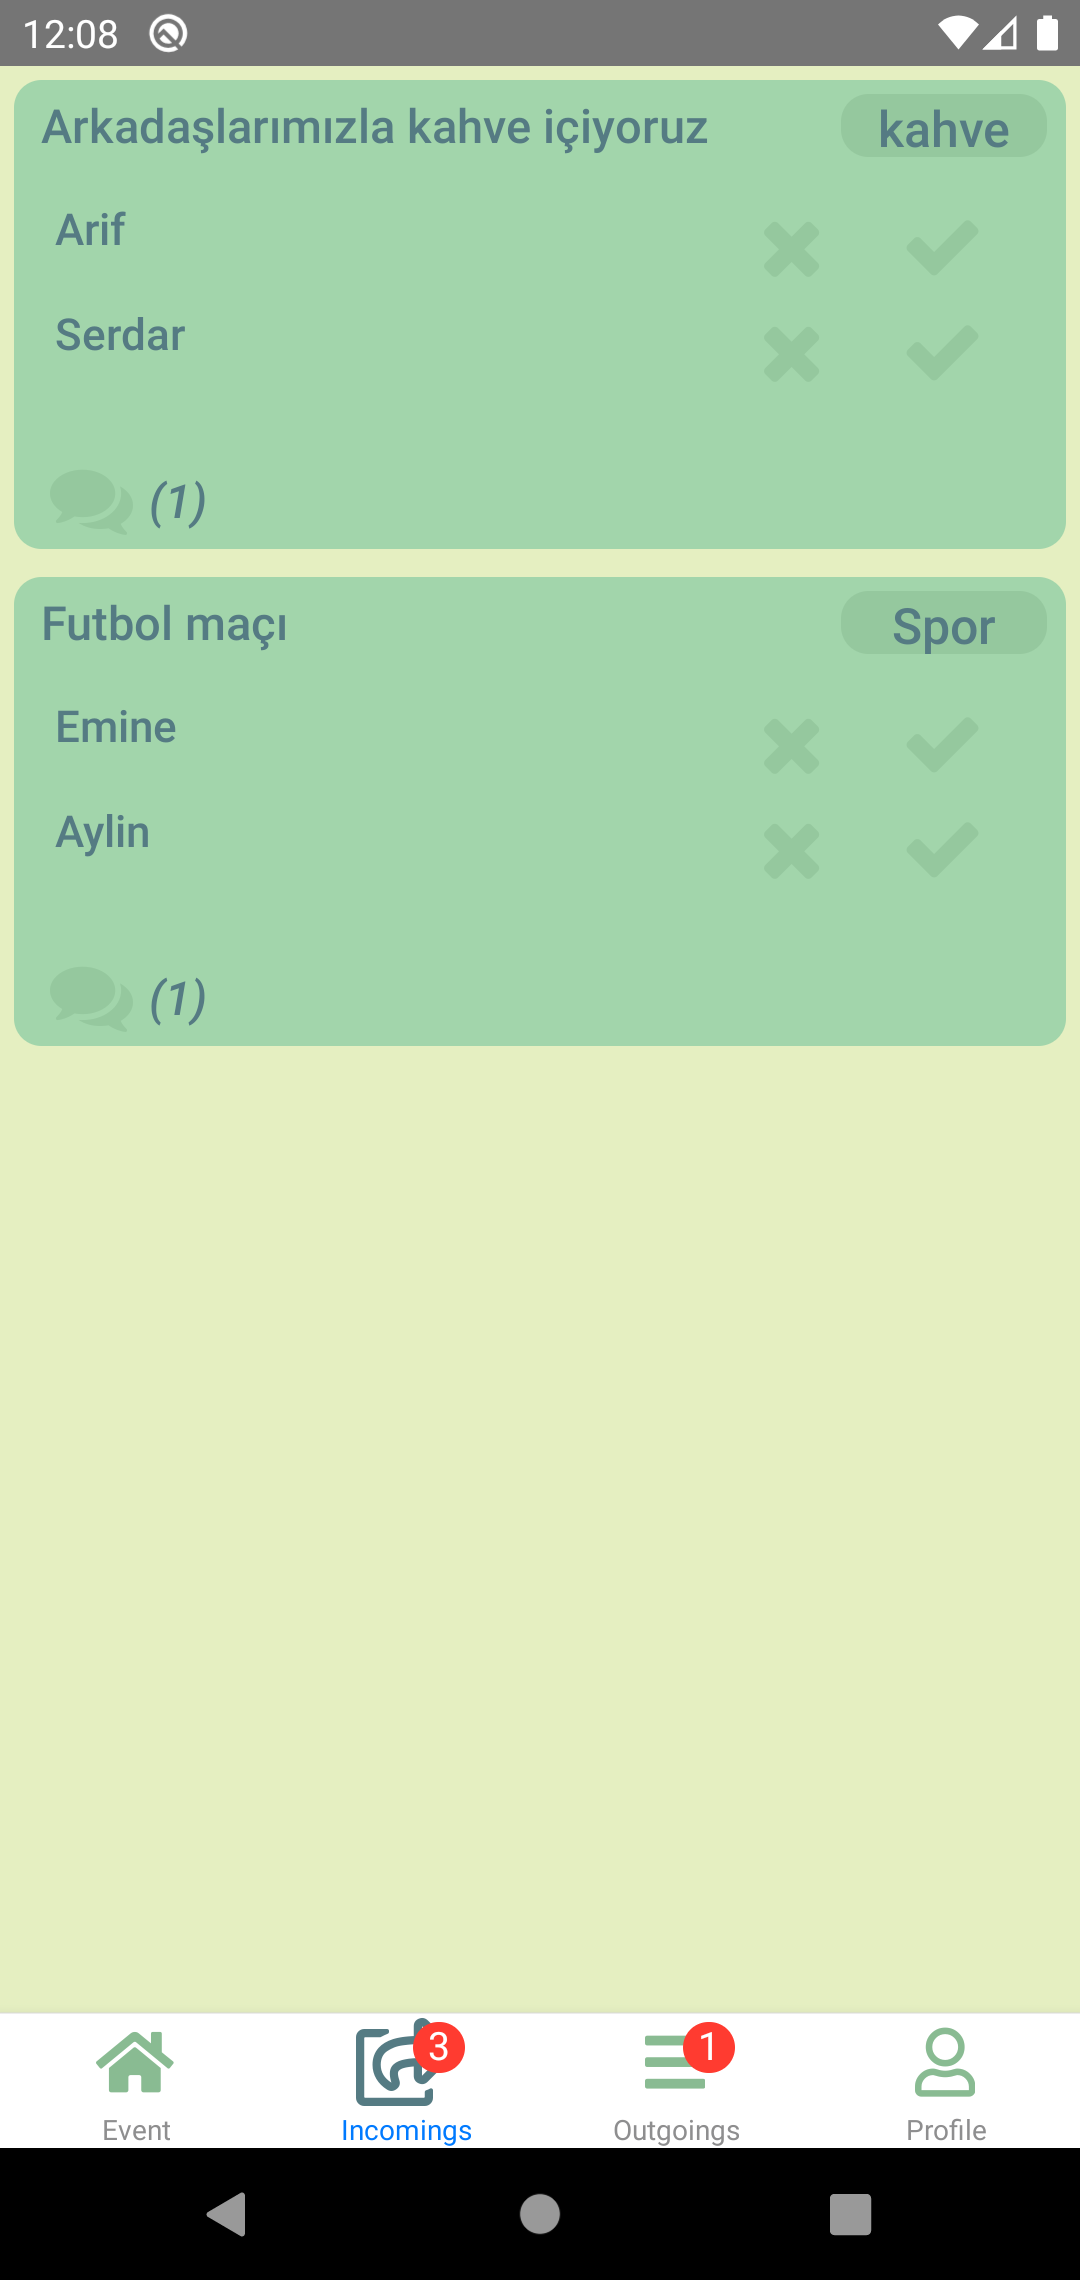 12:08
Arkadaşlarımızla kahve içiyoruz
kahve
Arif
Serdar
(1)
Futbol maçı
Spor
Emine
Aylin
(1)
3
1
Event
Incomings
Outgoings
Profile